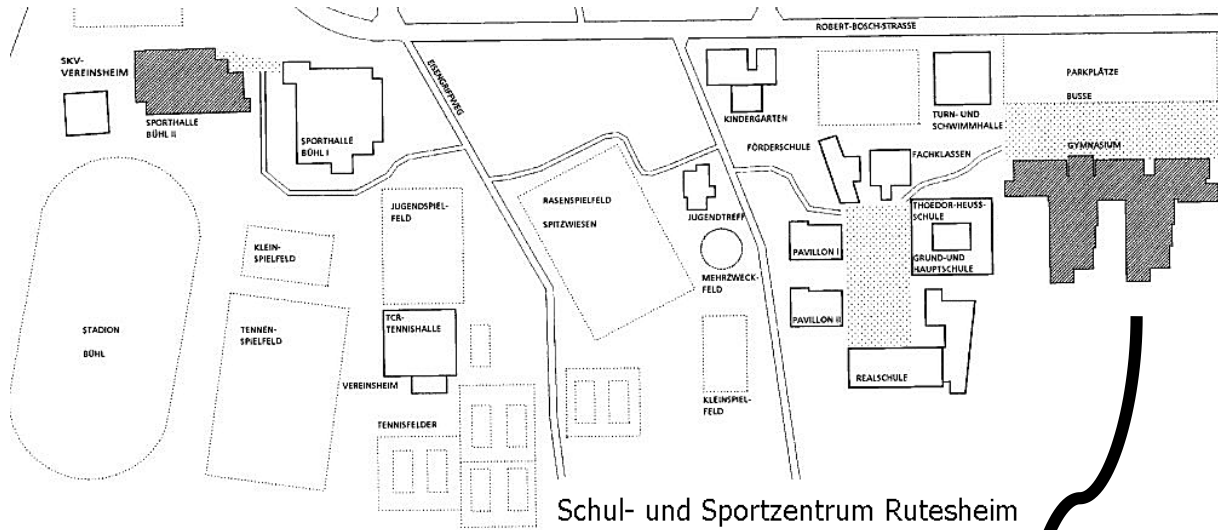 ROBERT-BOSCH-STRASSE
SKV-
VEREINSHEIM
SPORTHALLE
BÜHL II
SPORTHALLE
BÜHL I
EISENGRIFFWEG
KINDERGARTEN
TURN- UND
SCHWIMMHALLE
PARKPLÄTZE
BUSSE
GYMNASIUM
FÖRDERSCHULE
FACHKLASSEN
JUGENDSPIEL-
FELD
RASENSPIELFELD
SPITZWIESEN
JUGENDTREFF
THOEDOR-HEUSS-
SCHULE
GRUND-UND
HAUPTSCHULE
KLEIN-
SPIELFELD
PAVILLON I
MEHRZWECK-
FELD
PAVILLON II
STADION
BÜHL
TENNEN-
SPIELFELD
TCR-
TENNISHALLE
VEREINSHEIM
REALSCHULE
KLEINSPIEL-
FELD
TENNISFELDER
Schul- und Sportzentrum Rutesheim